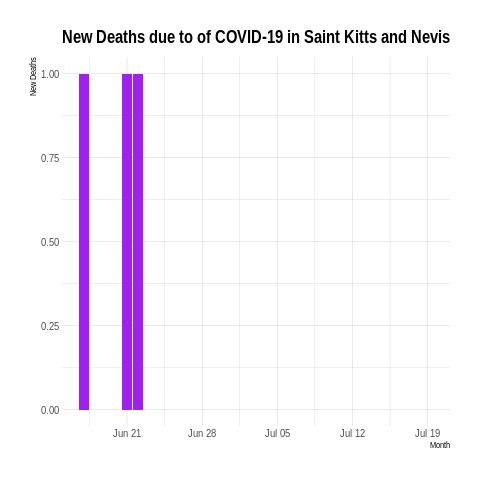 New Deaths due to of COVID-19 in Saint Kitts and Nevis
New Deaths
1.00
0.75
0.50
0.25
0.00
Jun 21 Jun 28 Jul 05 Jul 12 Jul 19
Month